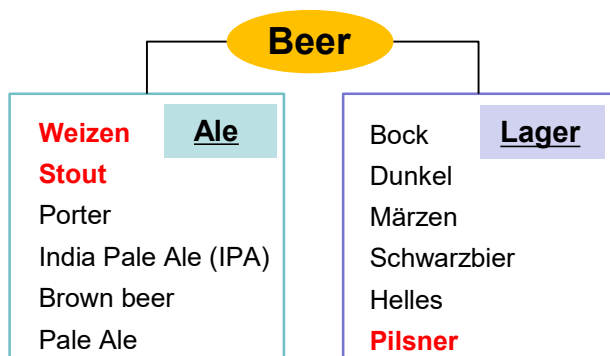 Beer
Ale
Weizen
Stout
Porter
India Pale Ale (IPA)
Brown beer
Pale Ale
Lager
Bock
Dunkel
Märzen
Schwarzbier
Helles
Pilsner